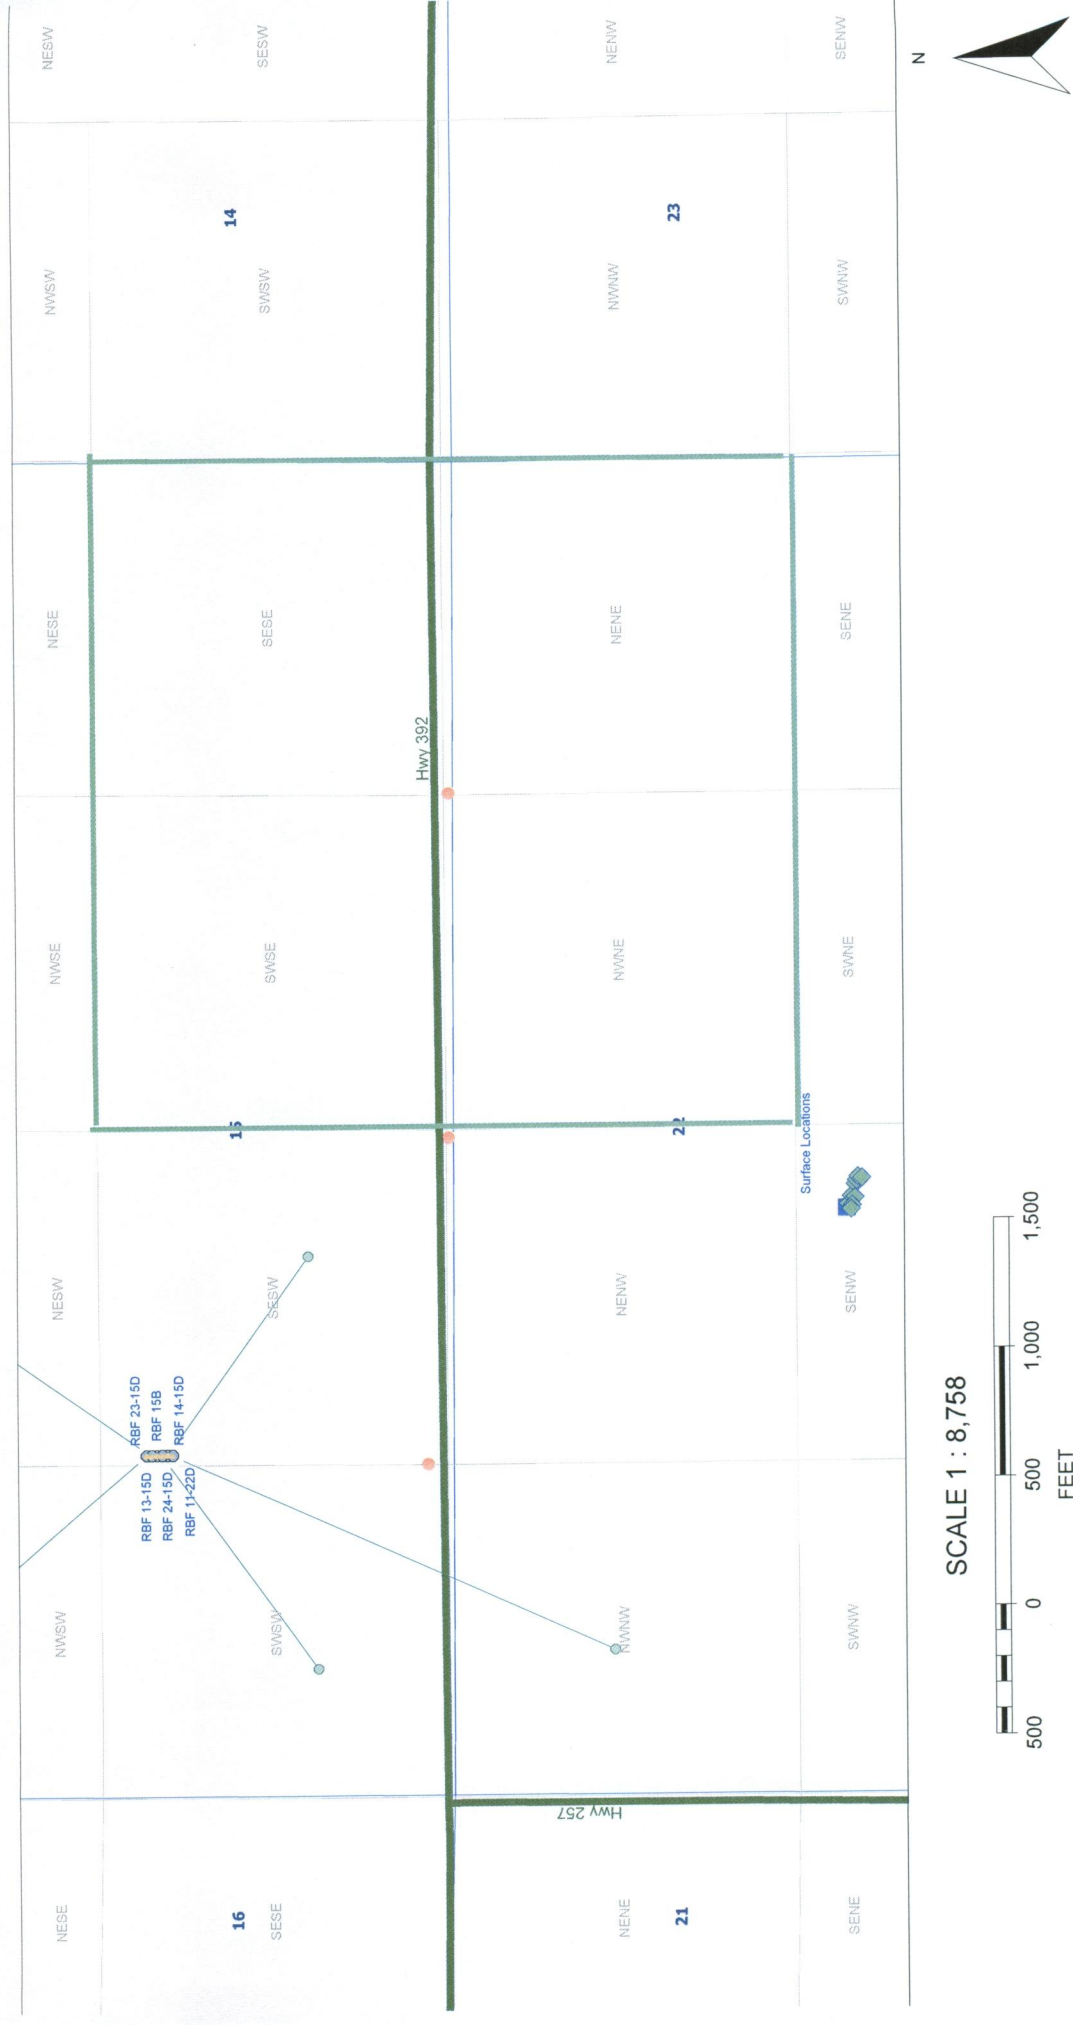 NESE NWSW NESW NWSE NESE NWSW NESW
RBF 23-15D
RBF 13-15D
RBF 15B
RBF 24-15D
RBF 14-15D
RBF 11-22D
16 15 14
SESE SWSW SESW SWSE SESE SWSW SESW
Hwy 392
Hwy 257
NENE NWNW NENW NWNE NENE NWNW NENW
21 22 23
Surface Locations
SENE SWNW SENW SWNE SENE SWNW SENW
N
SCALE 1 : 8,758
500 0 500 1,000 1,500
FEET